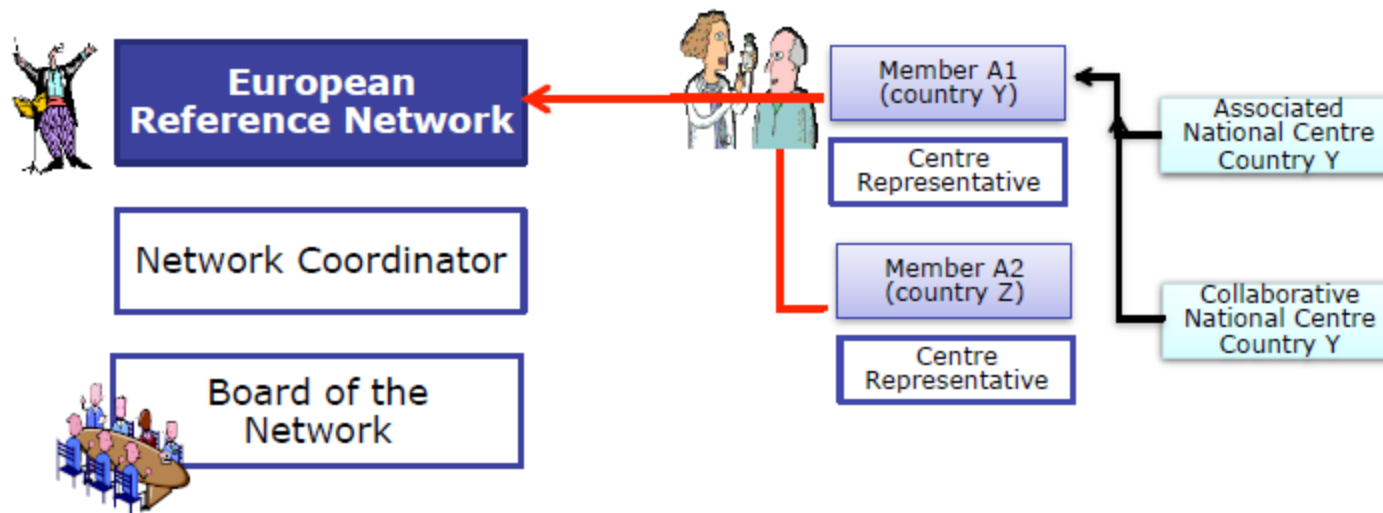 European
Reference Network
Network Coordinator
Board of the
Network
Member A1
(country Y)
Centre
Representative
Member A2
(country Z)
Centre
Representative
Associated
National Centre
Country Y
Collaborative
National Centre
Country Y